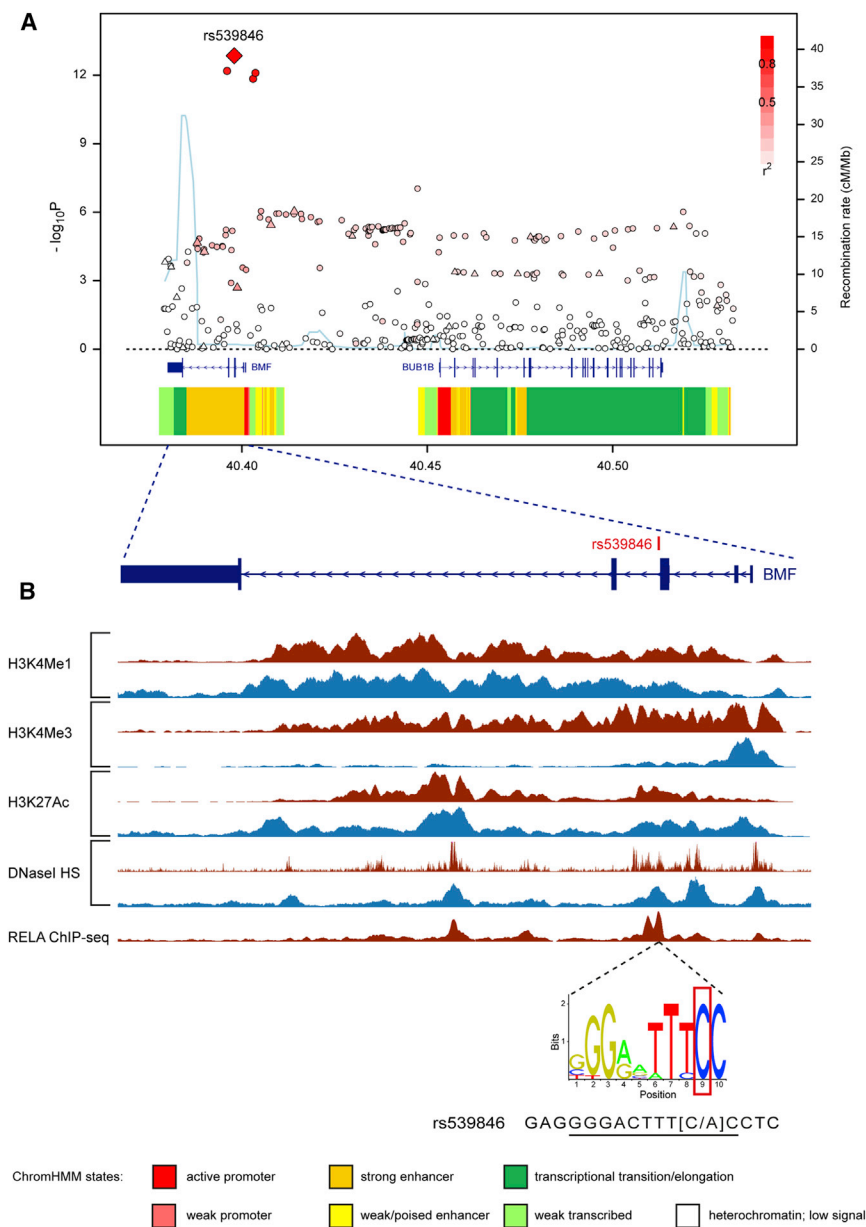 A
rs539846
12
9
6
3
0
- log10P
40
35
30
25
20
15
10
5
0
Recombination rate (cM/Mb)
0.8
0.5
r2
BMF
BUB1B
40.40
40.45
40.50
rs539846
BMF
B
H3K4Me1
H3K4Me3
H3K27Ac
DNaseI HS
RELA ChIP-seq
2
1
Bits
1 2 3 4 5 6 7 8 9 10
Position
rs539846 GAGGGGACTTT[C/A]CCTC
ChromHMM states:
active promoter
strong enhancer
transcriptional transition/elongation
weak promoter
weak/poised enhancer
weak transcribed
heterochromatin; low signal